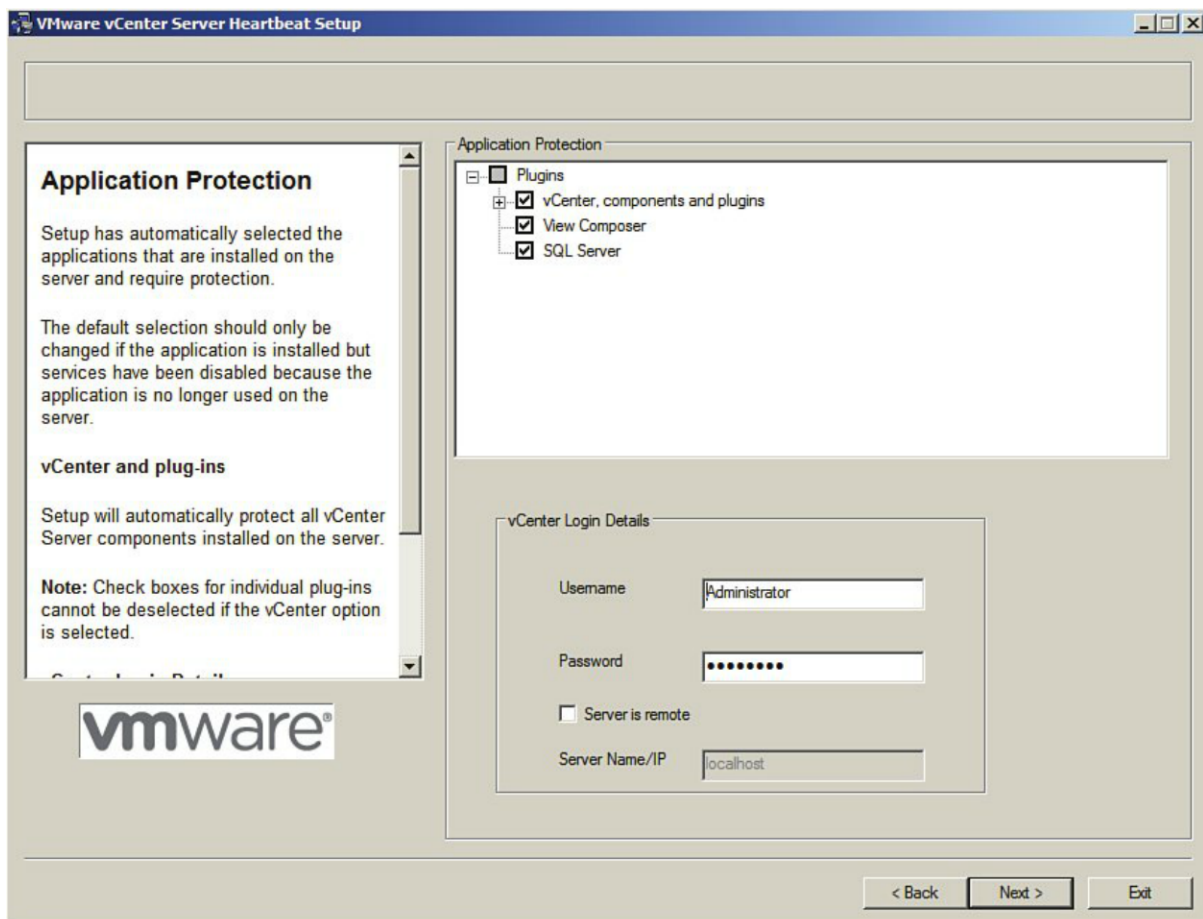 VMware vCenter Server Heartbeat Setup
Application Protection
Setup has automatically selected the
applications that are installed on the
server and require protection.
The default selection should only be
changed if the application is installed but
services have been disabled because the
application is no longer used on the
server.
vCenter and plug-ins
Setup will automatically protect all vCenter
Server components installed on the server.
Note: Check boxes for individual plug-ins
cannot be deselected if the vCenter option
is selected.
vmware®
Application Protection
Plugins
vCenter, components and plugins
View Composer
SQL Server
vCenter Login Details
Username
Administrator
Password
Server is remote
Server Name/IP
localhost
< Back
Next >
Exit